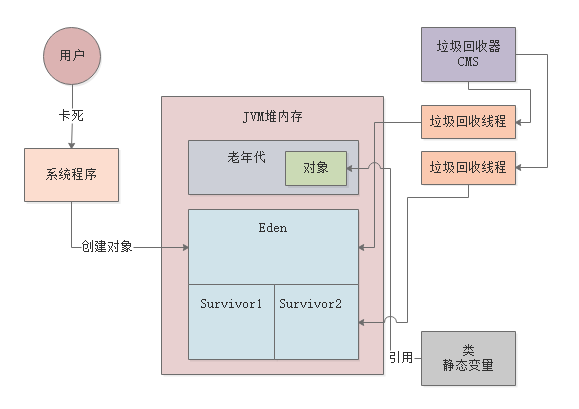 用户
卡死
系统程序
创建对象
JVM堆内存
老年代
对象
Eden
Survivor1
Survivor2
垃圾回收器
CMS
垃圾回收线程
垃圾回收线程
引用
类
静态变量